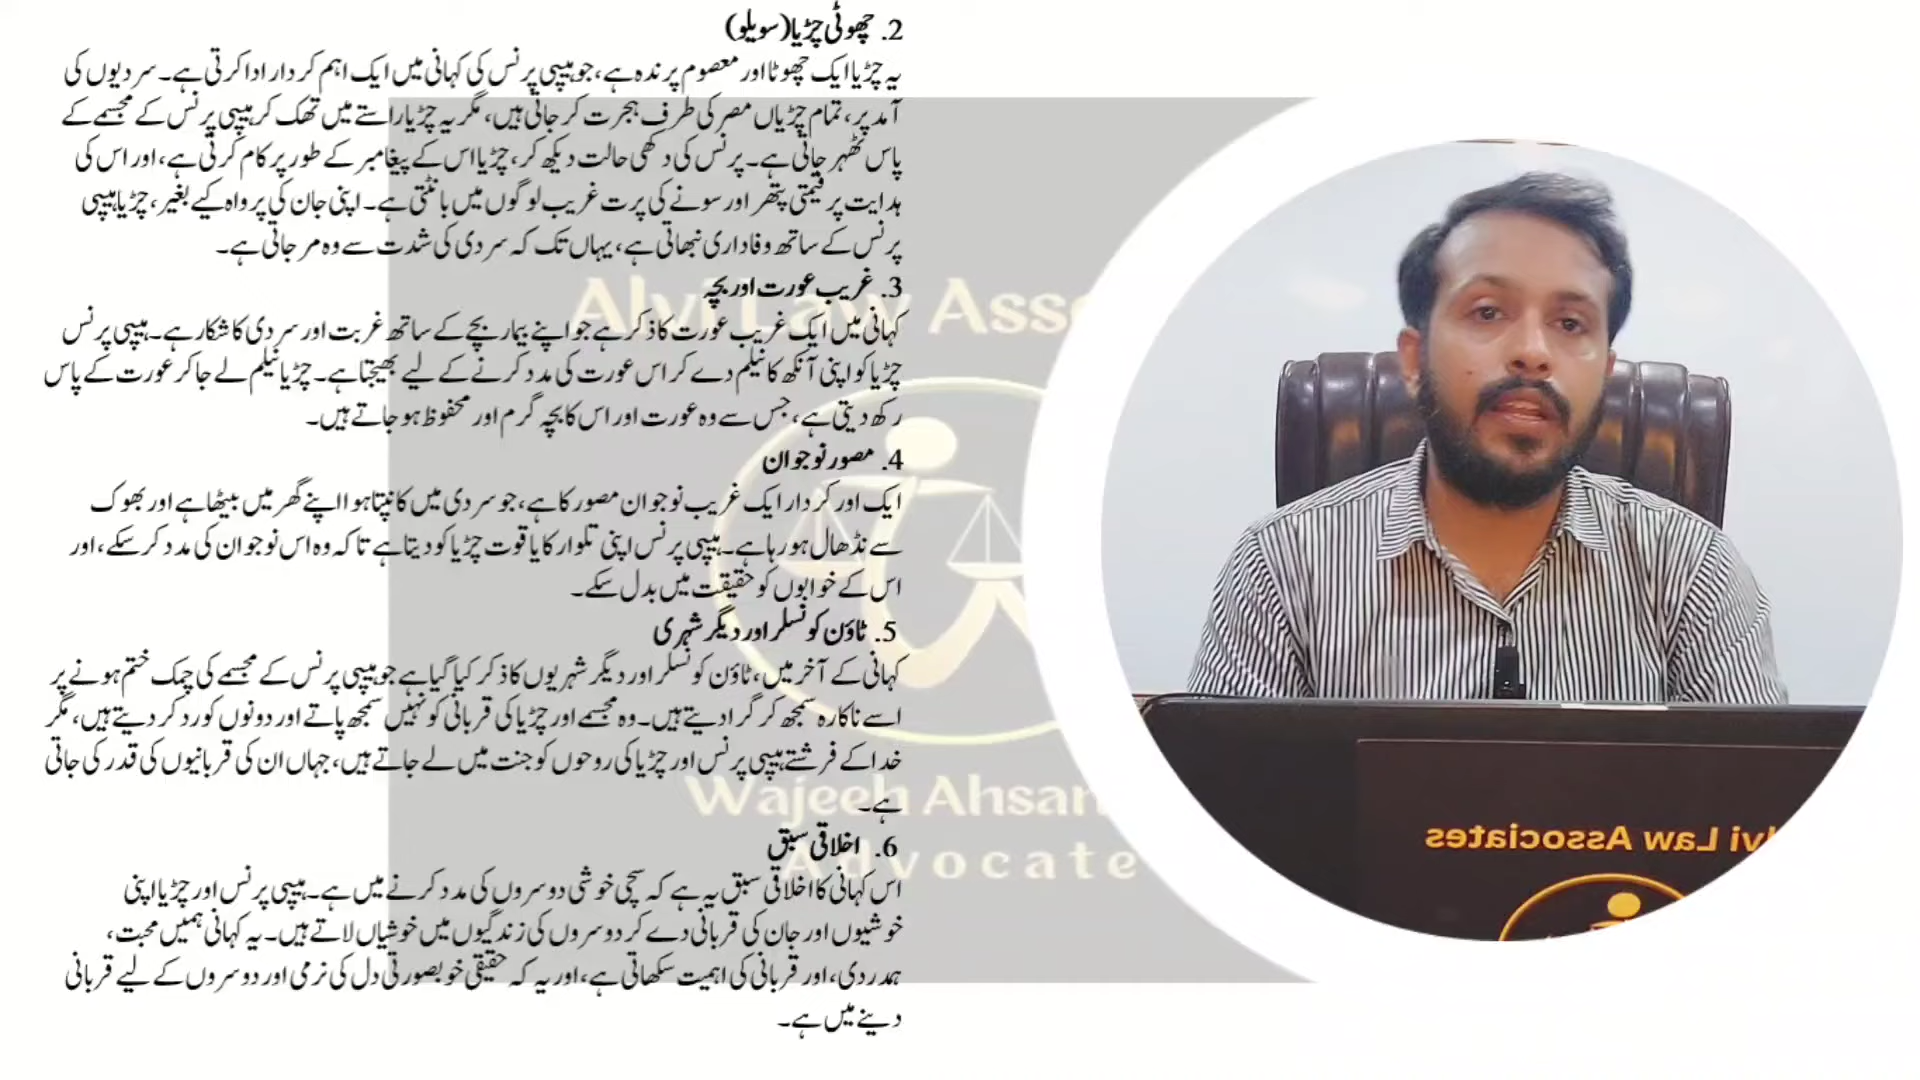 2. چھوٹی چڑیا (سویلو)
یہ چڑیا ایک چھوٹا اور معصوم پرندہ ہے، جو ہیپی پرنس کی کہانی میں ایک اہم کردار ادا کرتی ہے۔ سردیوں کی
آمد پر، تمام چڑیاں مصر کی طرف ہجرت کر جاتی ہیں، مگر یہ چڑیا راستے میں تھک کر ہیپی پرنس کے مجسمے کے
پاس ٹھہر جاتی ہے۔ پرنس کی دکھی حالت دیکھ کر، چڑیا اس کے پیغامبر کے طور پر کام کرتی ہے، اور اس کی
ہدایت پر قیمتی پتھر اور سونے کی پرت غریب لوگوں میں بانٹتی ہے۔ اپنی جان کی پرواہ کیے بغیر، چڑیا ہیپی
پرنس کے ساتھ وفاداری نبھاتی ہے، یہاں تک کہ سردی کی شدت سے وہ مر جاتی ہے۔
3. غریب عورت اور بچہ
کہانی میں ایک غریب عورت کا ذکر ہے جو اپنے بیمار بچے کے ساتھ غربت اور سردی کا شکار ہے۔ ہیپی پرنس
چڑیا کو اپنی آنکھ کا نیلم دے کر اس عورت کی مدد کرنے کے لیے بھیجتا ہے۔ چڑیا نیلم لے جا کر عورت کے پاس
رکھ دیتی ہے، جس سے وہ عورت اور اس کا بچہ گرم اور محفوظ ہو جاتے ہیں۔
4. مصور نوجوان
ایک اور کردار ایک غریب نوجوان مصور کا ہے، جو سردی میں کانپتا ہوا اپنے گھر میں بیٹھا ہے اور بھوک
سے نڈھال ہو رہا ہے۔ ہیپی پرنس اپنی تلوار کا یاقوت چڑیا کو دیتا ہے تاکہ وہ اس نوجوان کی مدد کر سکے، اور
اس کے خوابوں کو حقیقت میں بدل سکے۔
5. ٹاؤن کونسلر اور دیگر شہری
کہانی کے آخر میں، ٹاؤن کونسلر اور دیگر شہریوں کا ذکر کیا گیا ہے جو ہیپی پرنس کے مجسمے کی چمک ختم ہونے پر
اسے ناکارہ سمجھ کر گرا دیتے ہیں۔ وہ مجسمے اور چڑیا کی قربانی کو نہیں سمجھ پاتے اور دونوں کو رد کر دیتے ہیں، مگر
خدا کے فرشتے ہیپی پرنس اور چڑیا کی روحوں کو جنت میں لے جاتے ہیں، جہاں ان کی قربانیوں کی قدر کی جاتی
ہے۔
6. اخلاقی سبق
اس کہانی کا اخلاقی سبق یہ ہے کہ سچی خوشی دوسروں کی مدد کرنے میں ہے۔ ہیپی پرنس اور چڑیا اپنی
خوشیوں اور جان کی قربانی دے کر دوسروں کی زندگیوں میں خوشیاں لاتے ہیں۔ یہ کہانی ہمیں محبت،
ہمدردی، اور قربانی کی اہمیت سکھاتی ہے، اور یہ کہ حقیقی خوبصورتی دل کی نرمی اور دوسروں کے لیے قربانی
دینے میں ہے۔
Alvi Law Asso
Wajeeh Ahsan
Advocate
lvi Law Associates